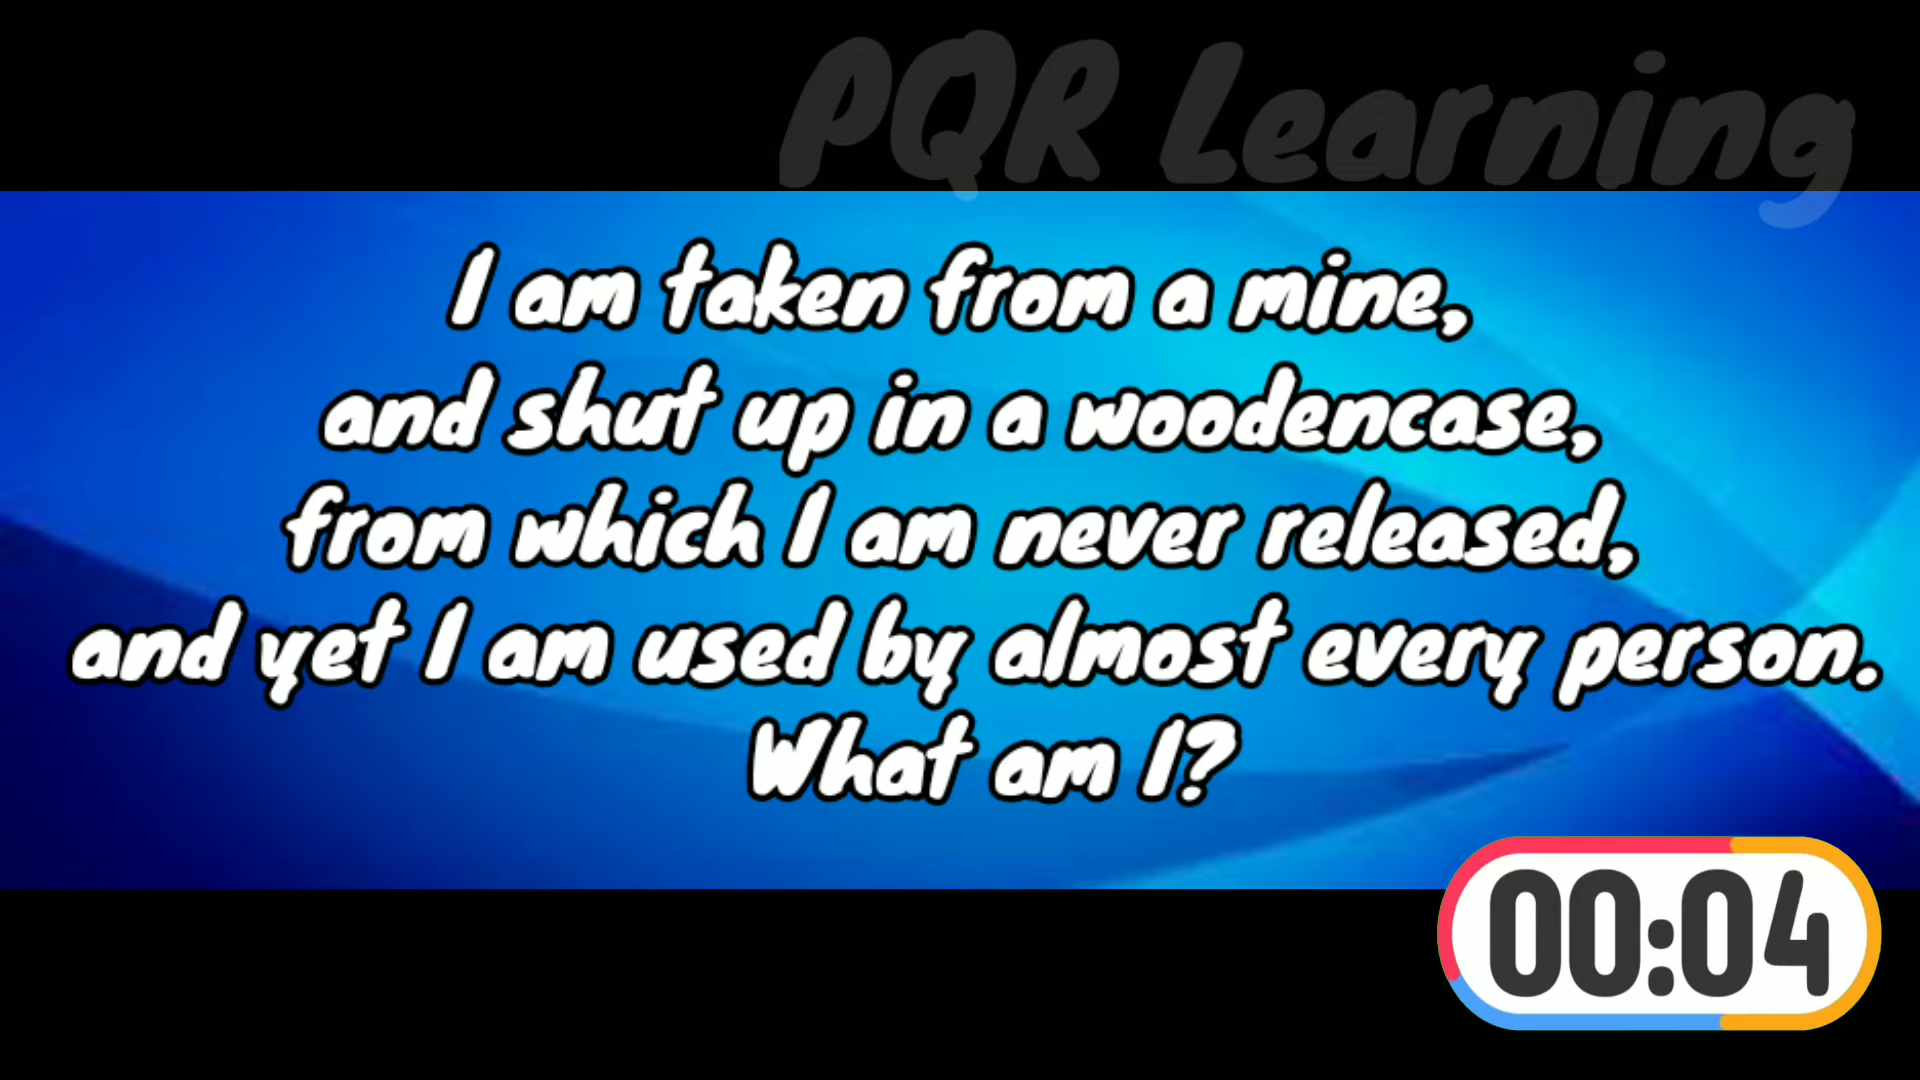 PQR Learning
I am taken from a mine,
and shut up in a woodencase,
from which I am never released,
and yet I am used by almost every person.
What am I?
00:04